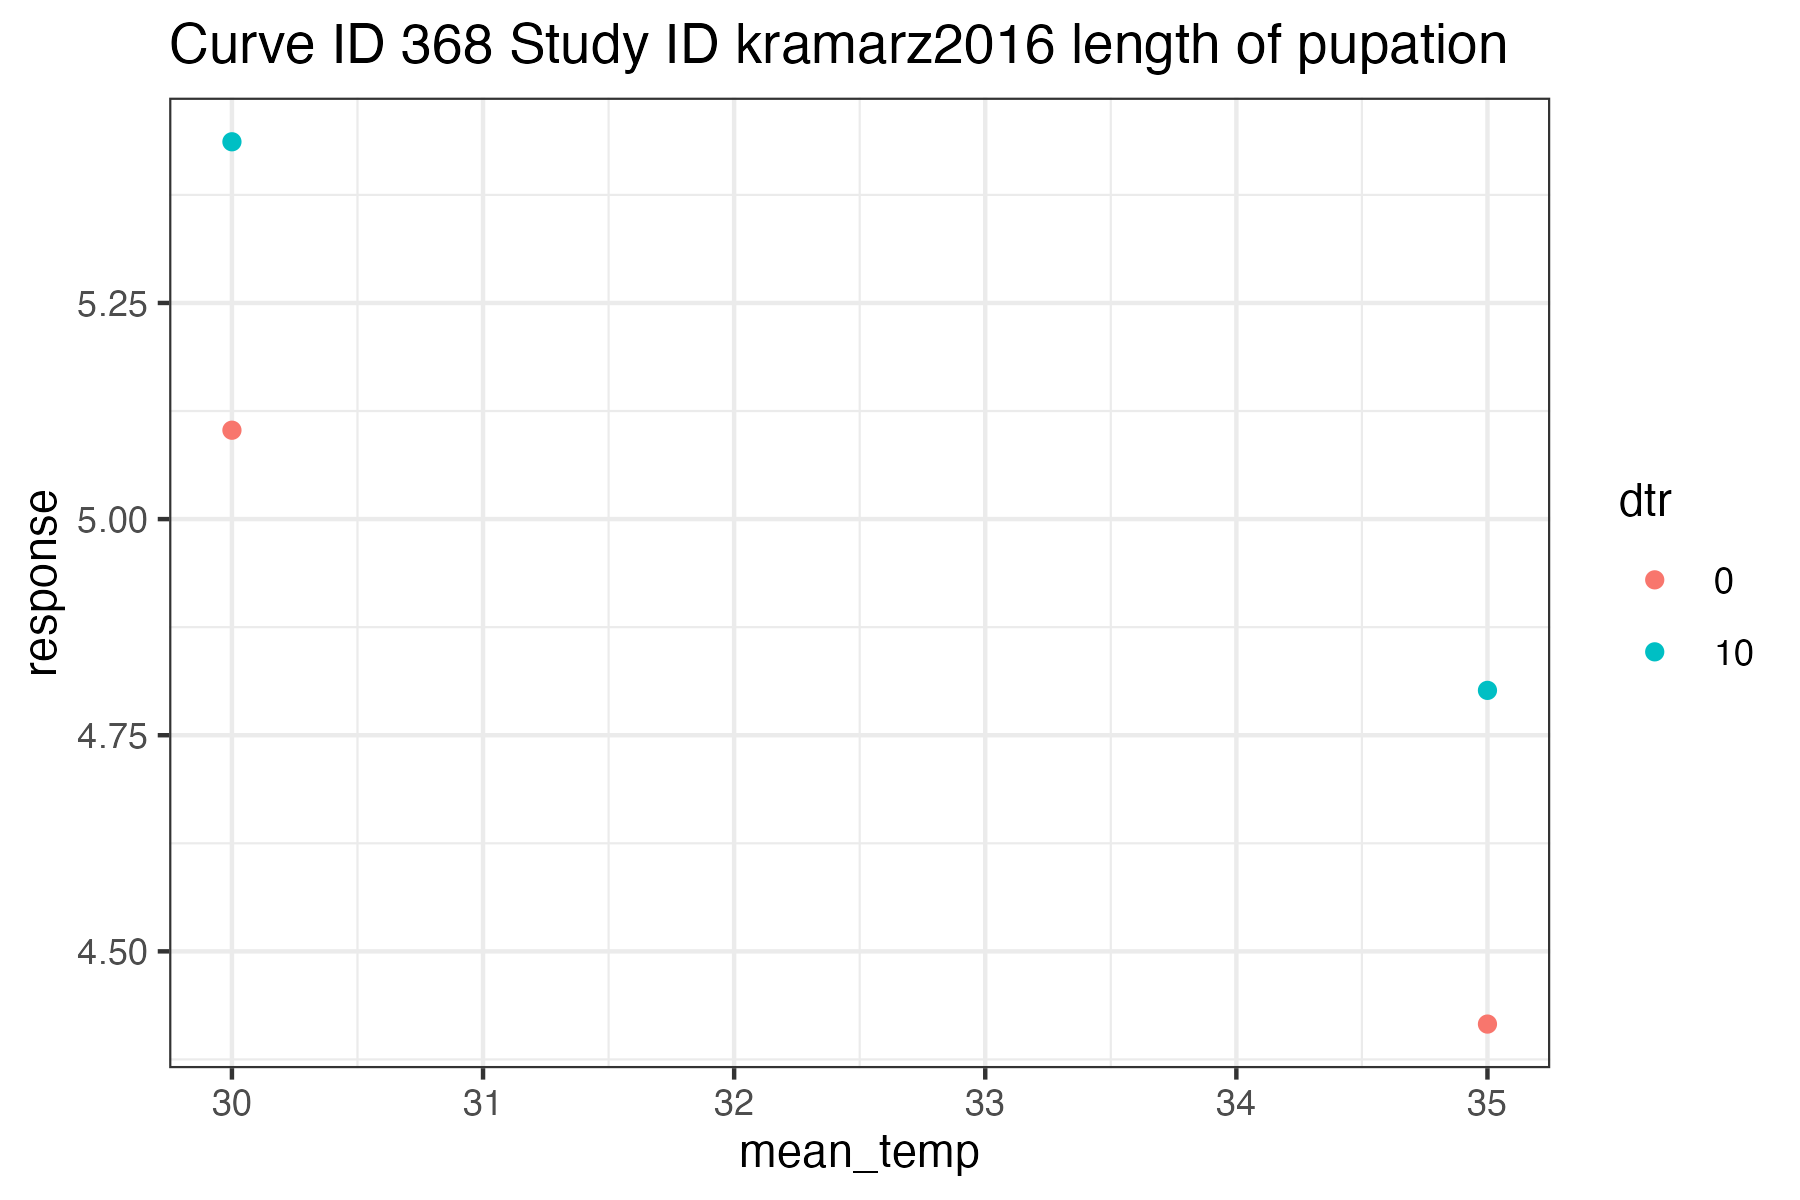 Curve ID 368 Study ID kramarz2016 length of pupation
response
5.25
5.00
4.75
4.50
30 31 32 33 34 35
mean_temp
dtr
0
10